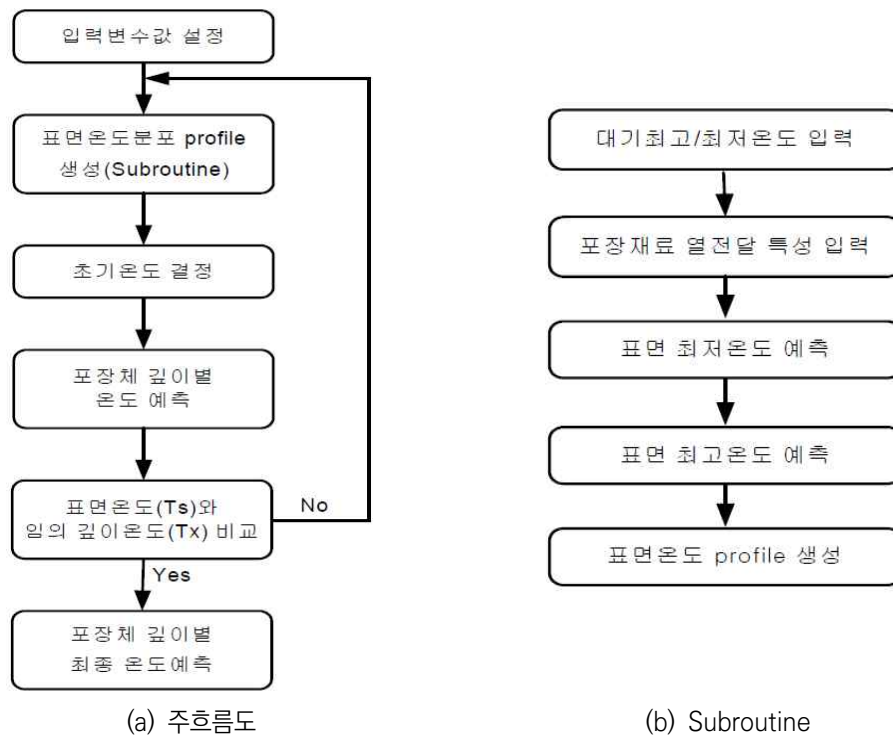 입력변수값 설정
표면온도분포 profile
생성(Subroutine)
초기온도 결정
포장체 깊이별
온도 예측
표면온도(Ts)와
임의 깊이온도(Tx) 비교
No
Yes
포장체 깊이별
최종 온도예측
(a) 주흐름도
대기최고/최저온도 입력
포장재료 열전달 특성 입력
표면 최저온도 예측
표면 최고온도 예측
표면온도 profile 생성
(b) Subroutine